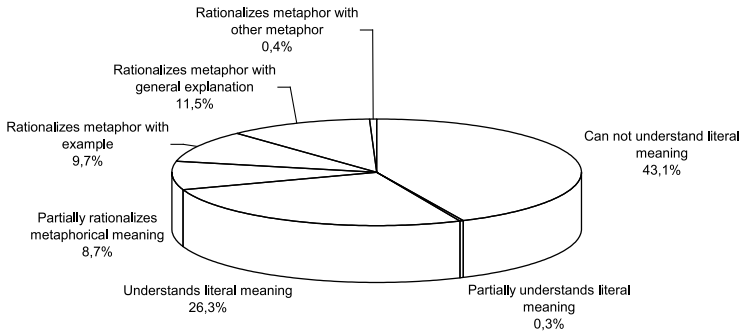 Rationalizes metaphor with
other metaphor
0,4%
Rationalizes metaphor with
general explanation
11,5%
Rationalizes metaphor with
example
9,7%
Can not understand literal
meaning
43,1%
Partially rationalizes
metaphorical meaning
8,7%
Understands literal meaning
26,3%
Partially understands literal
meaning
0,3%